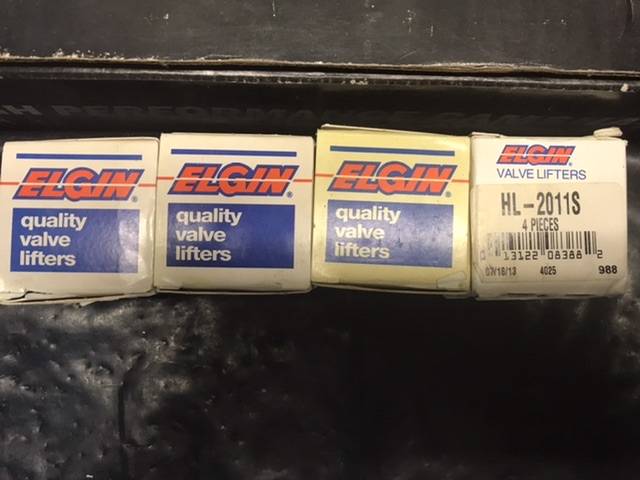 H PERFORMA
ELGIN®
quality
valve
lifters
ELGIN®
quality
valve
lifters
ELGIN®
quality
valve
lifters
ELGIN®
VALVE LIFTERS
HL-2011S
4 PIECES
13122 08388 2
4025 988